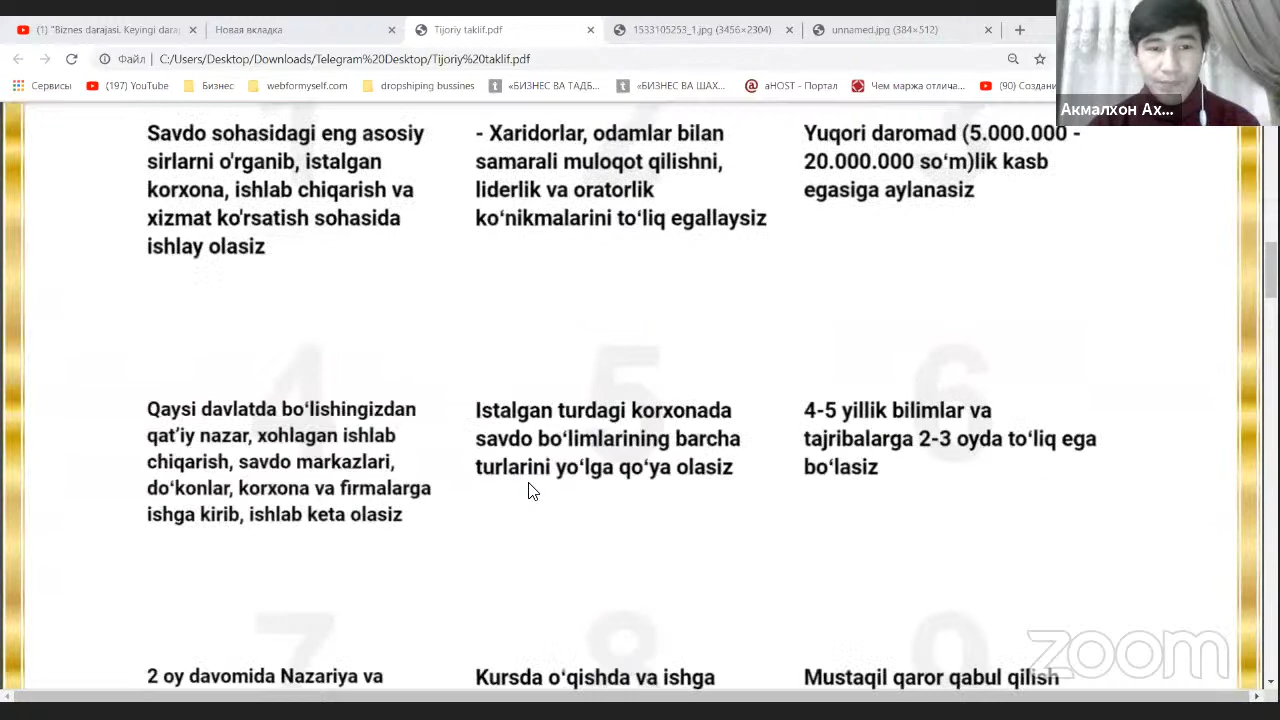 (1) "Biznes darajasi. Keyingi dara
Новая вкладка
Tijoriy taklif.pdf
1533105253_1.jpg (3456×2304)
unnamed.jpg (384×512)
Файл | C:/Users/Desktop/Downloads/Telegram%20Desktop/Tijoriy%20taklif.pdf
Сервисы
(197) YouTube
Бизнес
webformyself.com
dropshiping bussines
«БИЗНЕС ВА ТАДБ...
«БИЗНЕС ВА ШАХ...
aHOST - Портал
Чем маржа отлича...
(90) Создани
Акмалхон Ах...
Savdo sohasidagi eng asosiy
sirlarni o'rganib, istalgan
korxona, ishlab chiqarish va
xizmat ko'rsatish sohasida
ishlay olasiz
- Xaridorlar, odamlar bilan
samarali muloqot qilishni,
liderlik va oratorlik
koʻnikmalarini toʻliq egallaysiz
Yuqori daromad (5.000.000 -
20.000.000 soʻm)lik kasb
egasiga aylanasiz
4
Qaysi davlatda boʻlishingizdan
qatʼiy nazar, xohlagan ishlab
chiqarish, savdo markazlari,
doʻkonlar, korxona va firmalarga
ishga kirib, ishlab keta olasiz
5
Istalgan turdagi korxonada
savdo boʻlimlarining barcha
turlarini yoʻlga qoʻya olasiz
6
4-5 yillik bilimlar va
tajribalarga 2-3 oyda toʻliq ega
boʻlasiz
7
2 oy davomida Nazariya va
8
Kursda oʻqishda va ishga
9
Mustaqil qaror qabul qilish
zoom